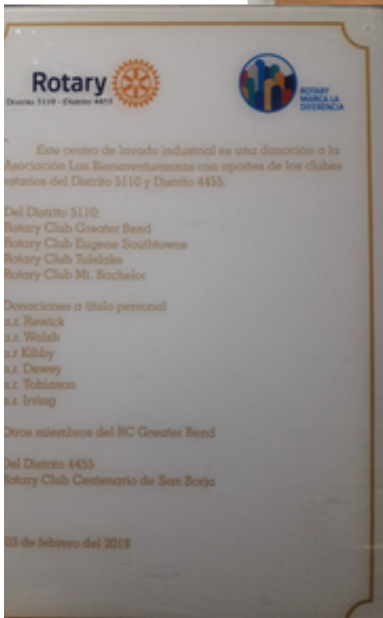 Rotary
Distrito 5110 - Distrito 4455
ROTARY
MARCA LA
DIFERENCIA
Este centro de lavado industrial es una donación a la
Asociación Las Bienaventuranzas con aportes de los clubes
rotarios del Distrito 5110 y Distrito 4455.
Del Distrito 5110:
Rotary Club Greater Bend
Rotary Club Eugene Southtowne
Rotary Club Tulelake
Rotary Club Mt. Bachelor
Donaciones a título personal
a.r. Rewick
a.r. Walsh
a.r Kibby
a.r. Dewey
a.r. Tobiason
a.r. Irving
Otros miembros del RC Greater Bend
Del Distrito 4455
Rotary Club Centenario de San Borja
03 de febrero del 2018